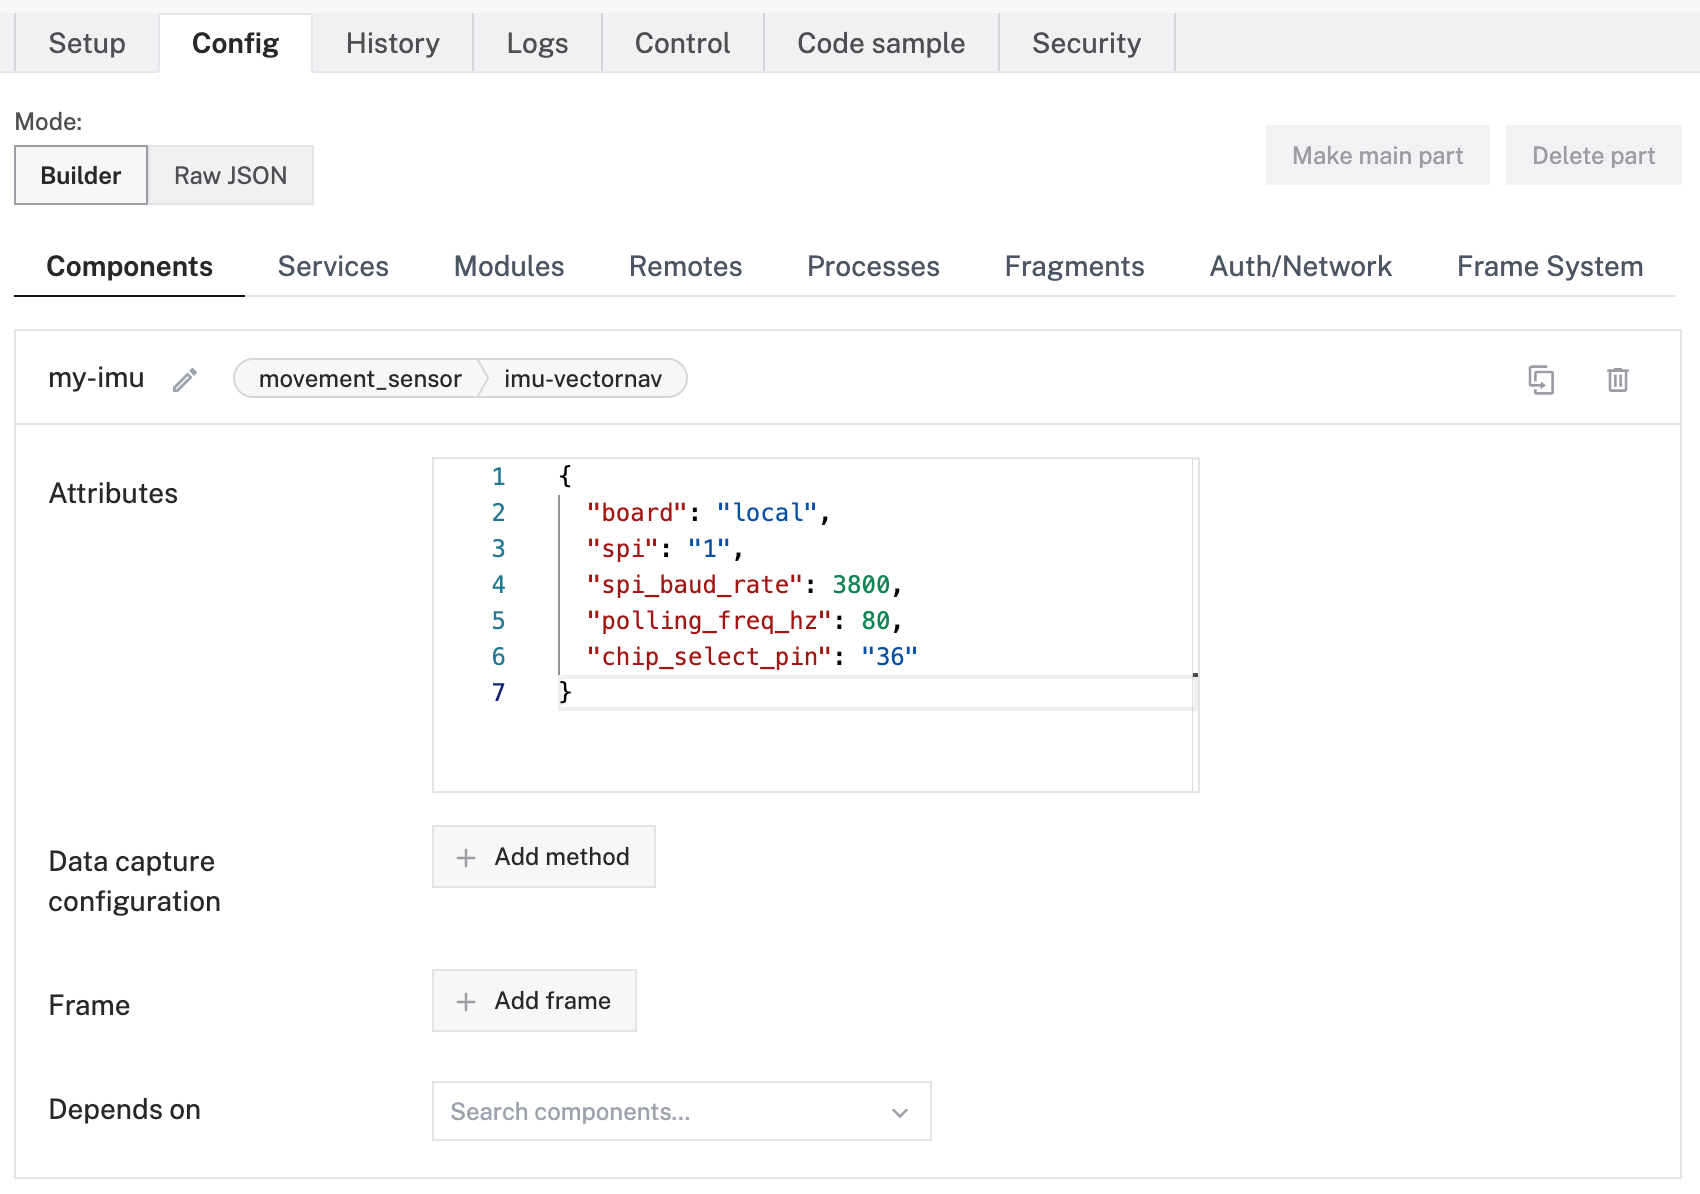 Setup Config History Logs Control Code sample Security
Mode:
Builder Raw JSON Make main part Delete part
Components Services Modules Remotes Processes Fragments Auth/Network Frame System
my-imu movement_sensor imu-vectornav
Attributes
1 {
2 "board": "local",
3 "spi": "1",
4 "spi_baud_rate": 3800,
5 "polling_freq_hz": 80,
6 "chip_select_pin": "36"
7 }
Data capture
configuration
+ Add method
Frame + Add frame
Depends on Search components...